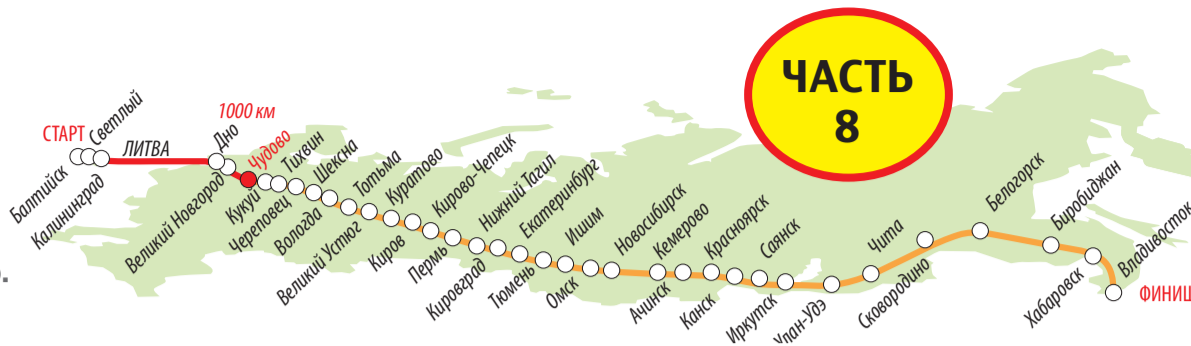 ЧАСТЬ
8
1000 км
СТАРТ
Светлый
ЛИТВА
Дно
Чудово
Тихвин
Шексна
Тотьма
Куратово
Кирово-Чепецк
Нижний Тагил
Екатеринбург
Ишим
Новосибирск
Кемерово
Красноярск
Саянск
Чита
Белогорск
Биробиджан
Владивосток
Балтийск
Калининград
Великий Новгород
Кукуй
Череповец
Вологда
Великий Устюг
Киров
Пермь
Кировград
Тюмень
Омск
Ачинск
Канск
Иркутск
Улан-Удэ
Сковородино
Хабаровск
ФИНИШ